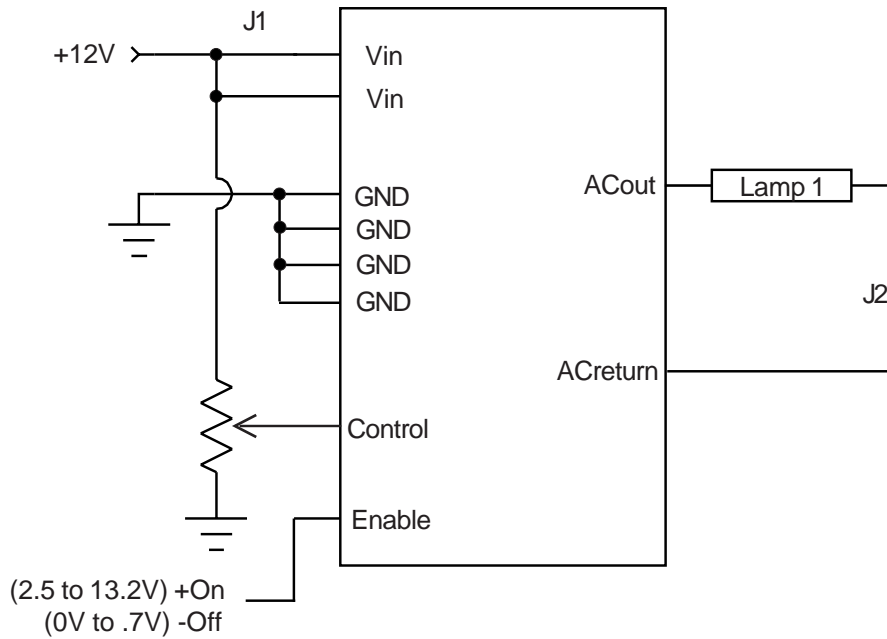 J1
+12V
Vin
Vin
GND
GND
GND
GND
Control
Enable
ACout
Lamp 1
J2
ACreturn
(2.5 to 13.2V) +On
(0V to .7V) -Off